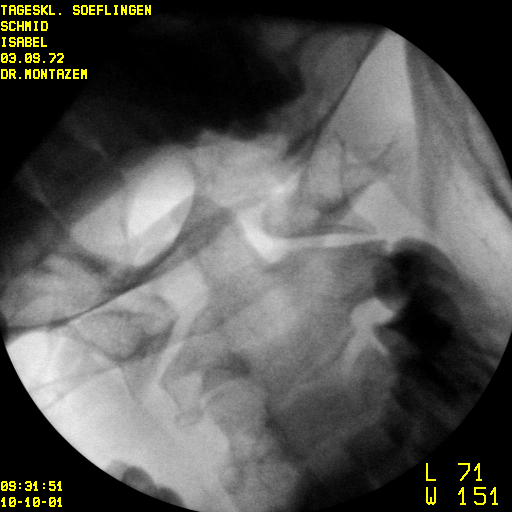 TAGESKL. SOEFLINGEN
SCHMID
ISABEL
03.09.72
DR.MONTAZEM
09:31:51
10-10-01
L 71
W 151